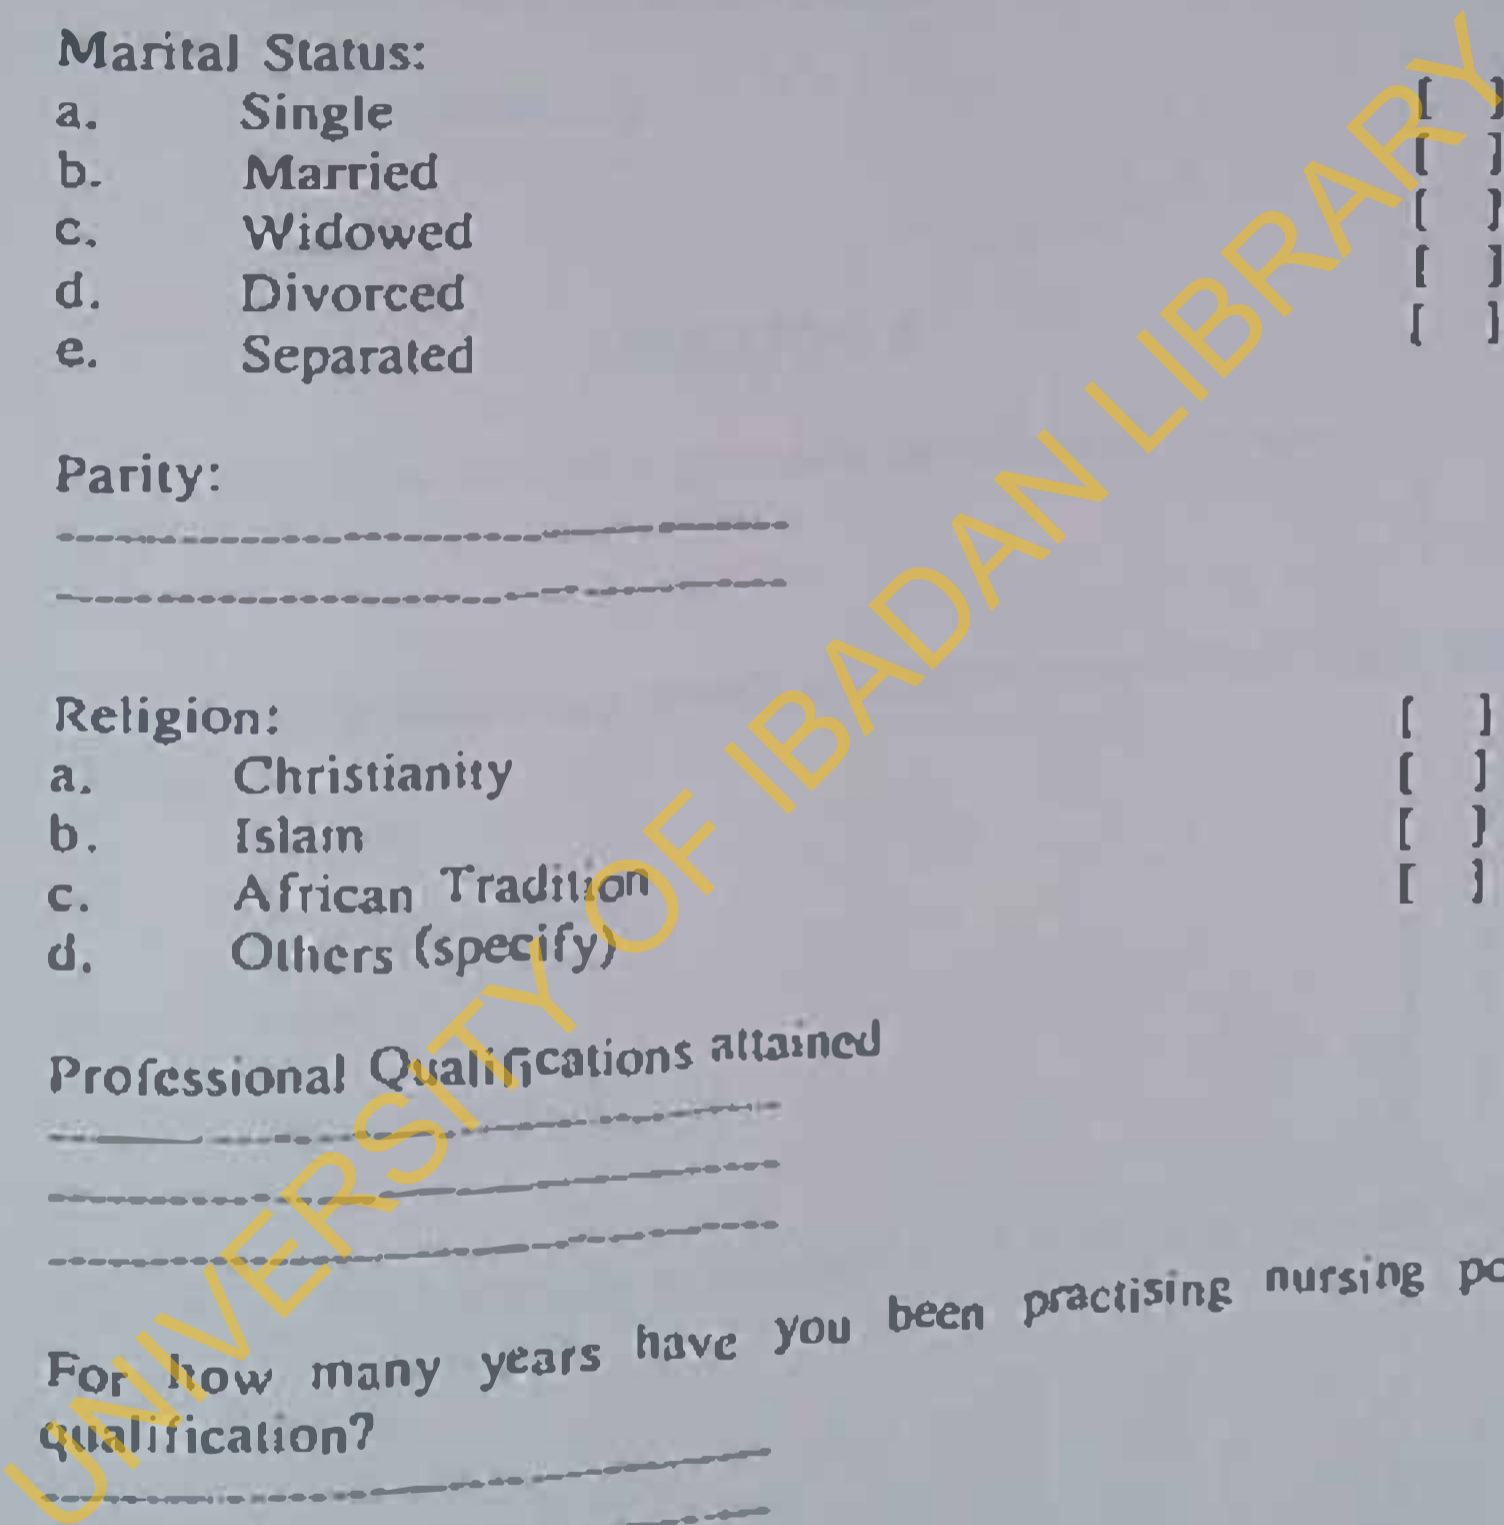 Marital Status:
a. Single [ ]
b. Married [ ]
c. Widowed [ ]
d. Divorced [ ]
e. Separated [ ]
Parity:
Religion: [ ]
a. Christianity [ ]
b. Islam [ ]
c. African Tradition [ ]
d. Others (specify)
Professional Qualifications attained
For how many years have you been practising nursing
qualification?
UNIVERSITY OF IBADAN LIBRARY